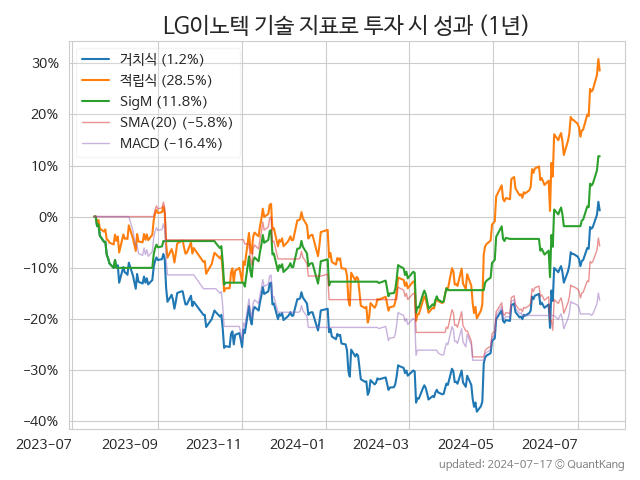 LG이노텍 기술 지표로 투자 시 성과 (1년)
거치식 (1.2%)
적립식 (28.5%)
SigM (11.8%)
SMA(20) (−5.8%)
MACD (−16.4%)
30%
20%
10%
0%
−10%
−20%
−30%
−40%
2023-07 2023-09 2023-11 2024-01 2024-03 2024-05 2024-07
updated: 2024-07-17 © QuantKang